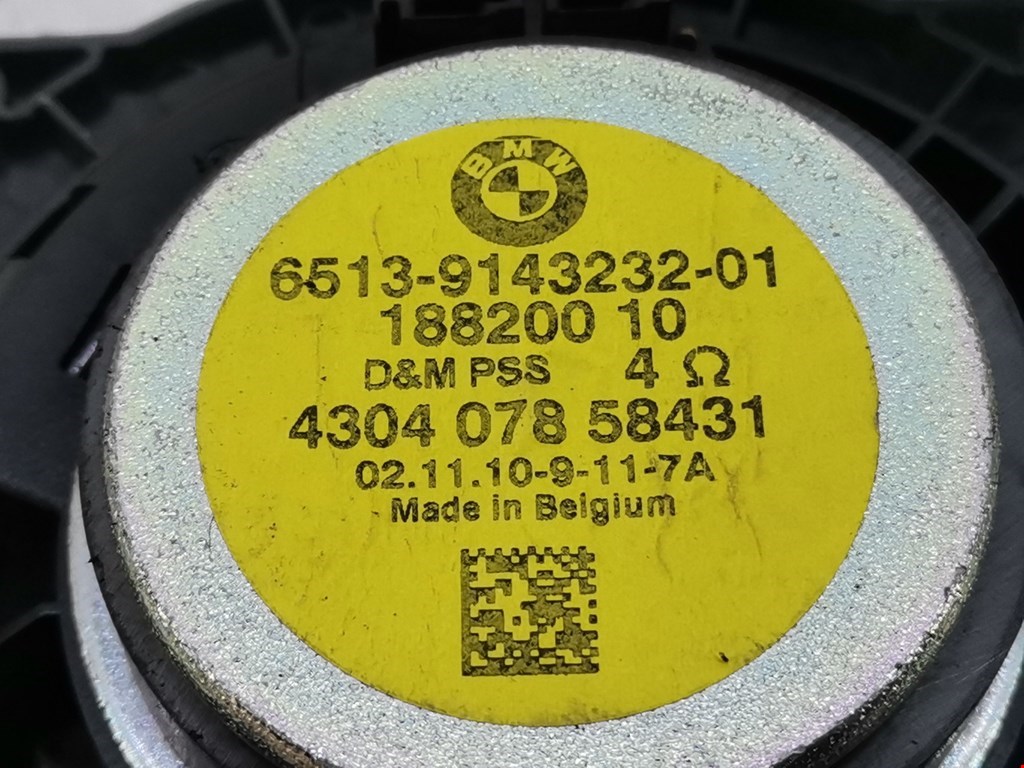 BMW
6513-9143232-01
188200 10
D&M PSS 4 Ω
4304 078 58431
02.11.10-9-11-7A
Made in Belgium